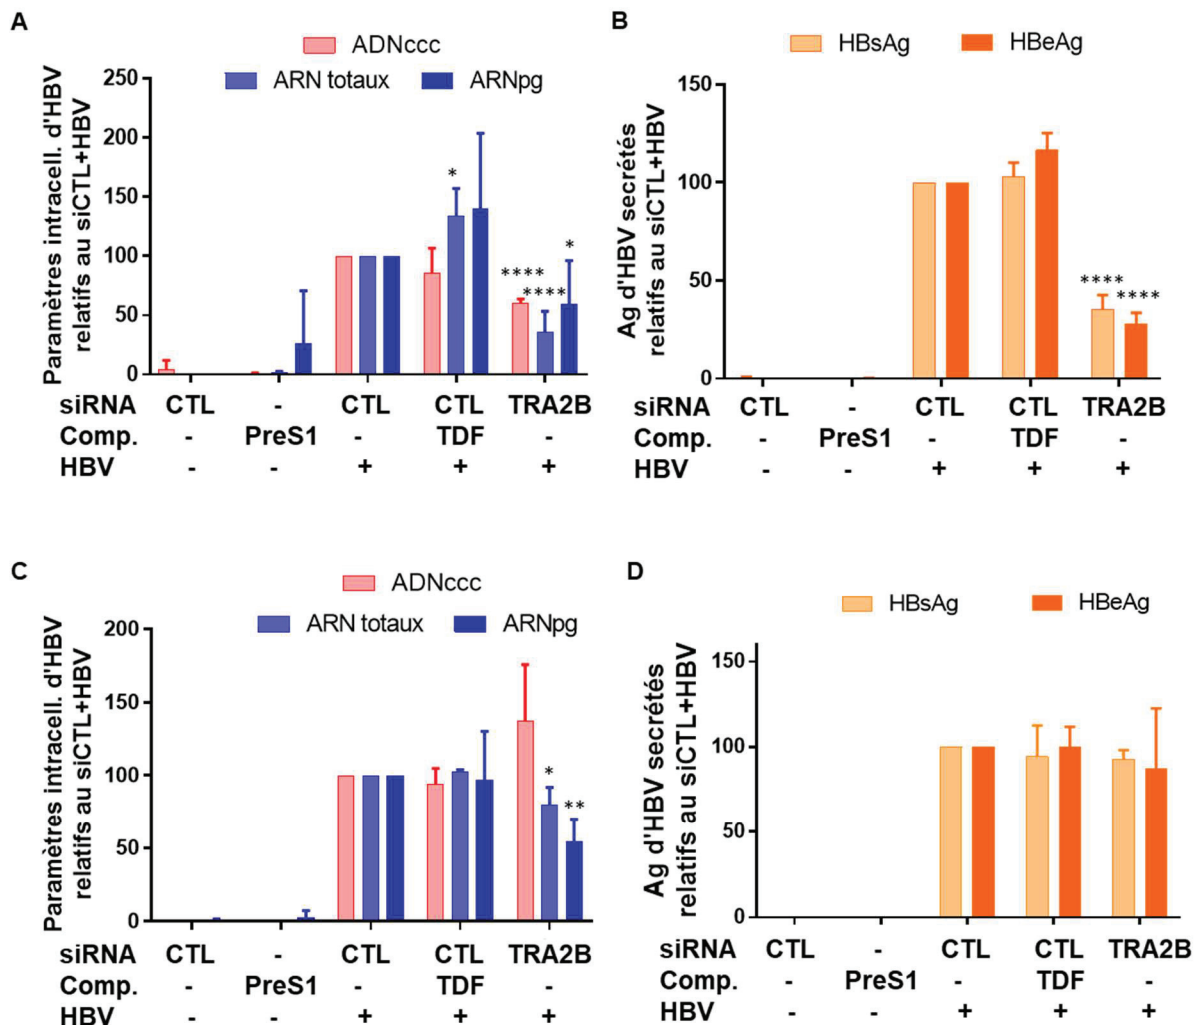 A
ADNccc
ARN totaux
ARNpg
Paramètres intracell. d'HBV
relatifs au siCTL+HBV
250
200
150
100
50
0
*
****
****
*
siRNA CTL - CTL CTL TRA2B
Comp. - PreS1 - TDF -
HBV - - + + +
B
HBsAg
HBeAg
Ag d'HBV secrétés
relatifs au siCTL+HBV
150
100
50
0
****
****
siRNA CTL - CTL CTL TRA2B
Comp. - PreS1 - TDF -
HBV - - + + +
C
ADNccc
ARN totaux
ARNpg
Paramètres intracell. d'HBV
relatifs au siCTL+HBV
200
150
100
50
0
*
**
siRNA CTL - CTL CTL TRA2B
Comp. - PreS1 - TDF -
HBV - - + + +
D
HBsAg
HBeAg
Ag d'HBV secrétés
relatifs au siCTL+HBV
150
100
50
0
siRNA CTL - CTL CTL TRA2B
Comp. - PreS1 - TDF -
HBV - - + + +